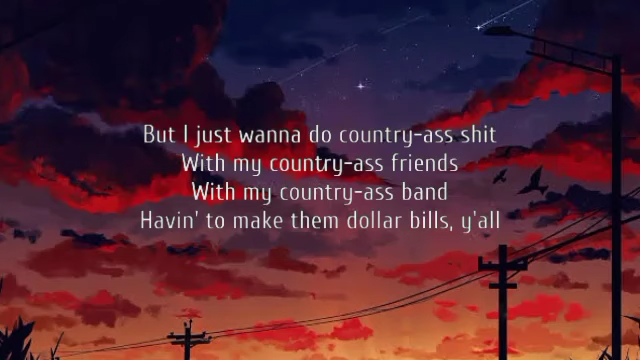 But I just wanna do country-ass shit
With my country-ass friends
With my country-ass band
Havin' to make them dollar bills, y'all